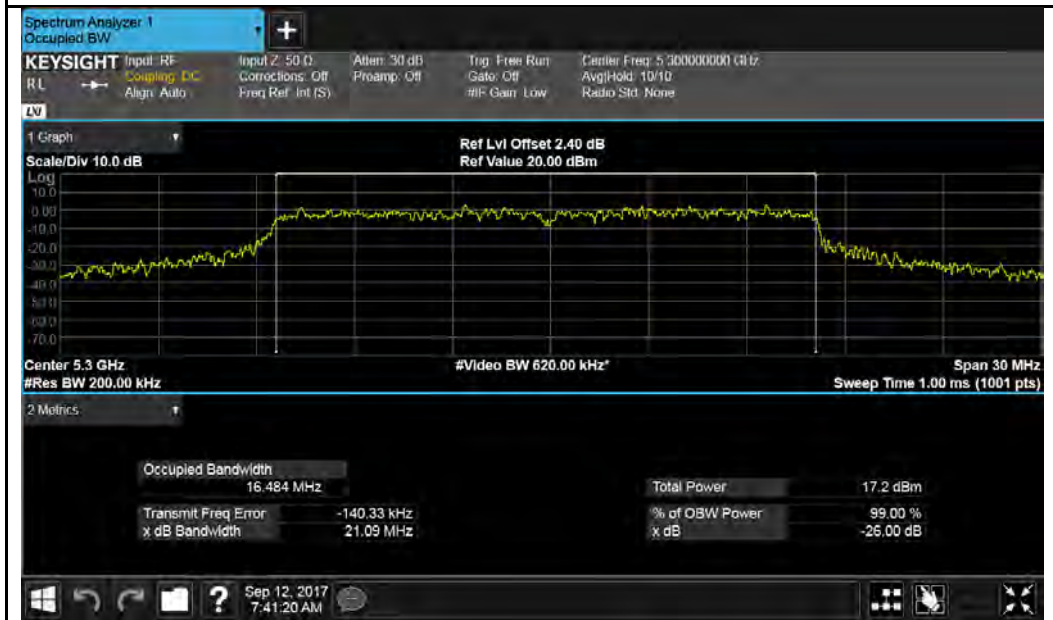 Spectrum Analyzer 1
Occupied BW
+
KEYSIGHT Input: RF Input Z: 50 Ω Atten: 30 dB Trig: Free Run Center Freq: 5.300000000 GHz
RL Coupling: DC Corrections: Off Preamp: Off Gate: Off Avg|Hold: 10/10
Align: Auto Freq Ref: Int (S) #IF Gain: Low Radio Std: None
LXI
1 Graph
Ref Lvl Offset 2.40 dB
Scale/Div 10.0 dB Ref Value 20.00 dBm
Log
10.0
0.00
-10.0
-20.0
-30.0
-40.0
-50.0
-60.0
-70.0
Center 5.3 GHz #Video BW 620.00 kHz* Span 30 MHz
#Res BW 200.00 kHz Sweep Time 1.00 ms (1001 pts)
2 Metrics
Occupied Bandwidth
16.484 MHz Total Power 17.2 dBm
Transmit Freq Error -140.33 kHz % of OBW Power 99.00 %
x dB Bandwidth 21.09 MHz x dB -26.00 dB
? Sep 12, 2017
7:41:20 AM